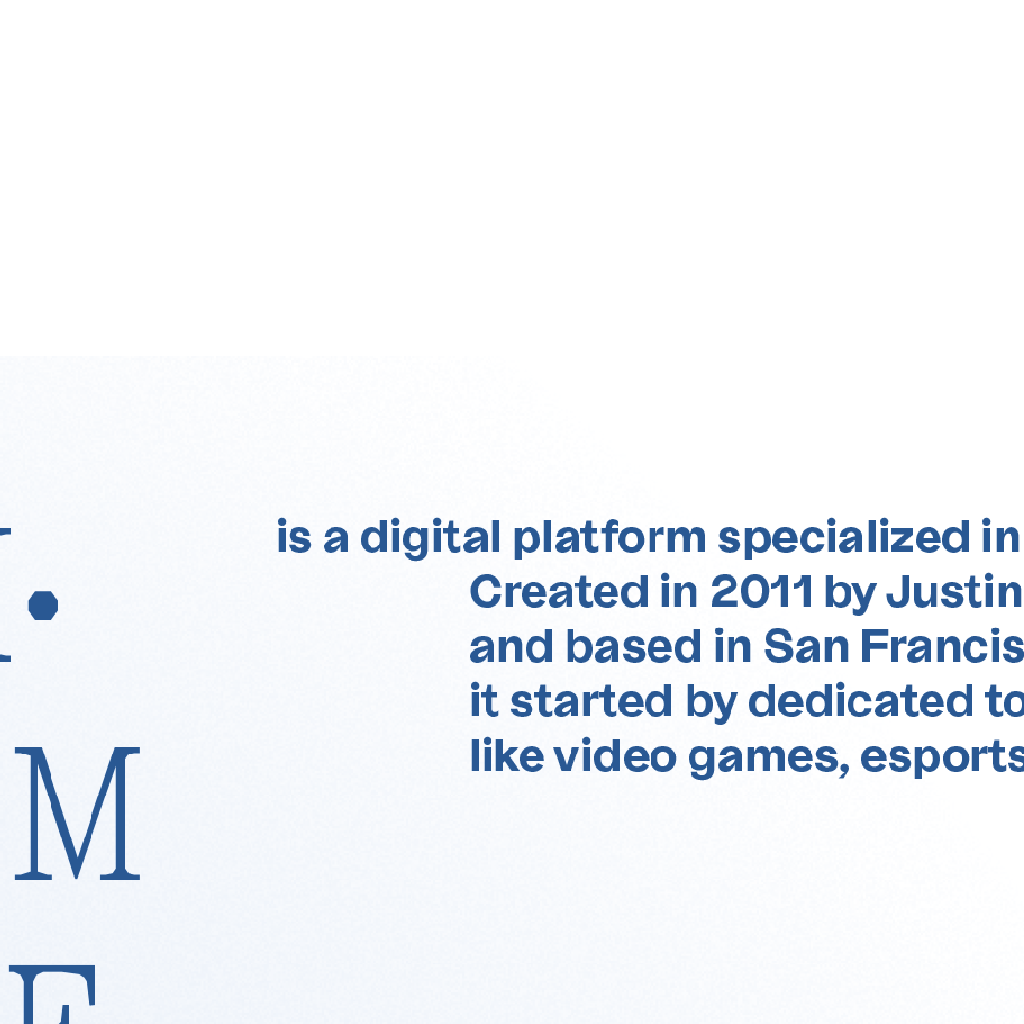 is a digital platform specialized in
Created in 2011 by Justin
and based in San Francis
it started by dedicated to
like video games, esports
M